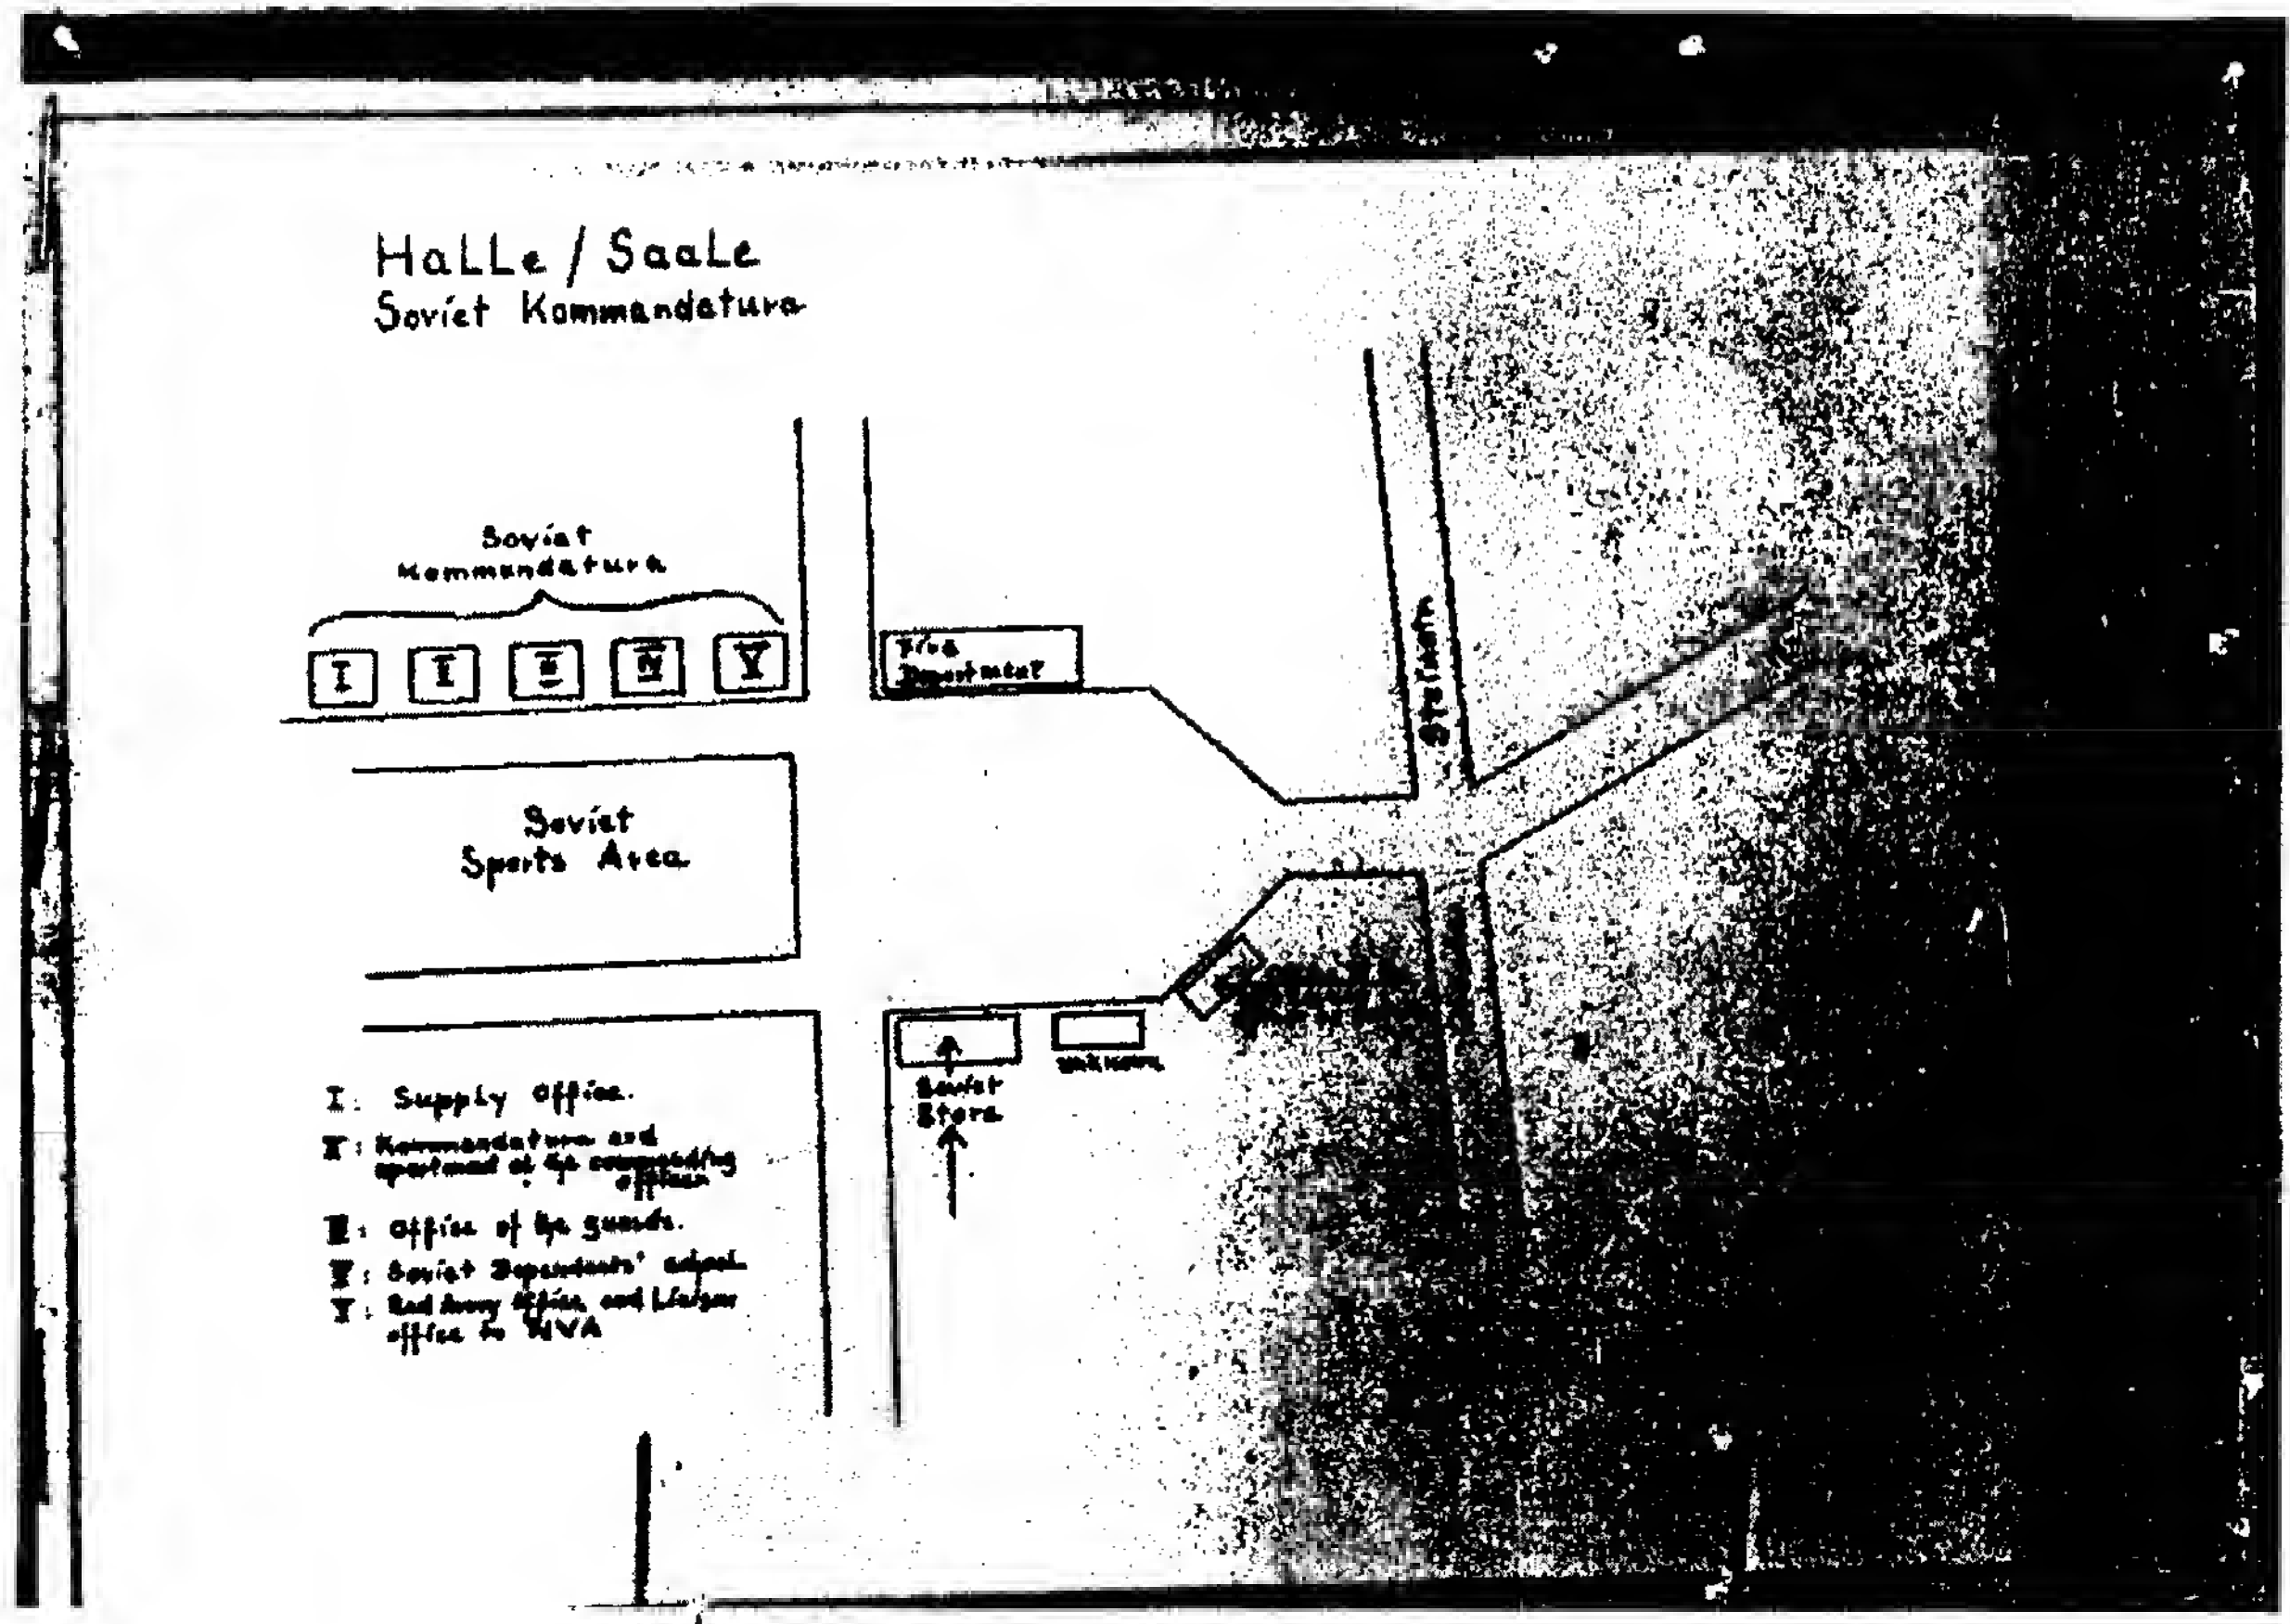 Halle / Saale
Soviet Kommandatura
Soviet
Kommandatura
I
II
III
IV
V
Fire
Department
Soviet
Sports Area
Soviet
Store
unknown
I: Supply Office.
II: Kommandatura and
apartment of the commanding
officer
III: Office of the guards.
IV: Soviet Dependents' school
V: Red Army Office and Liaison
office to NVA